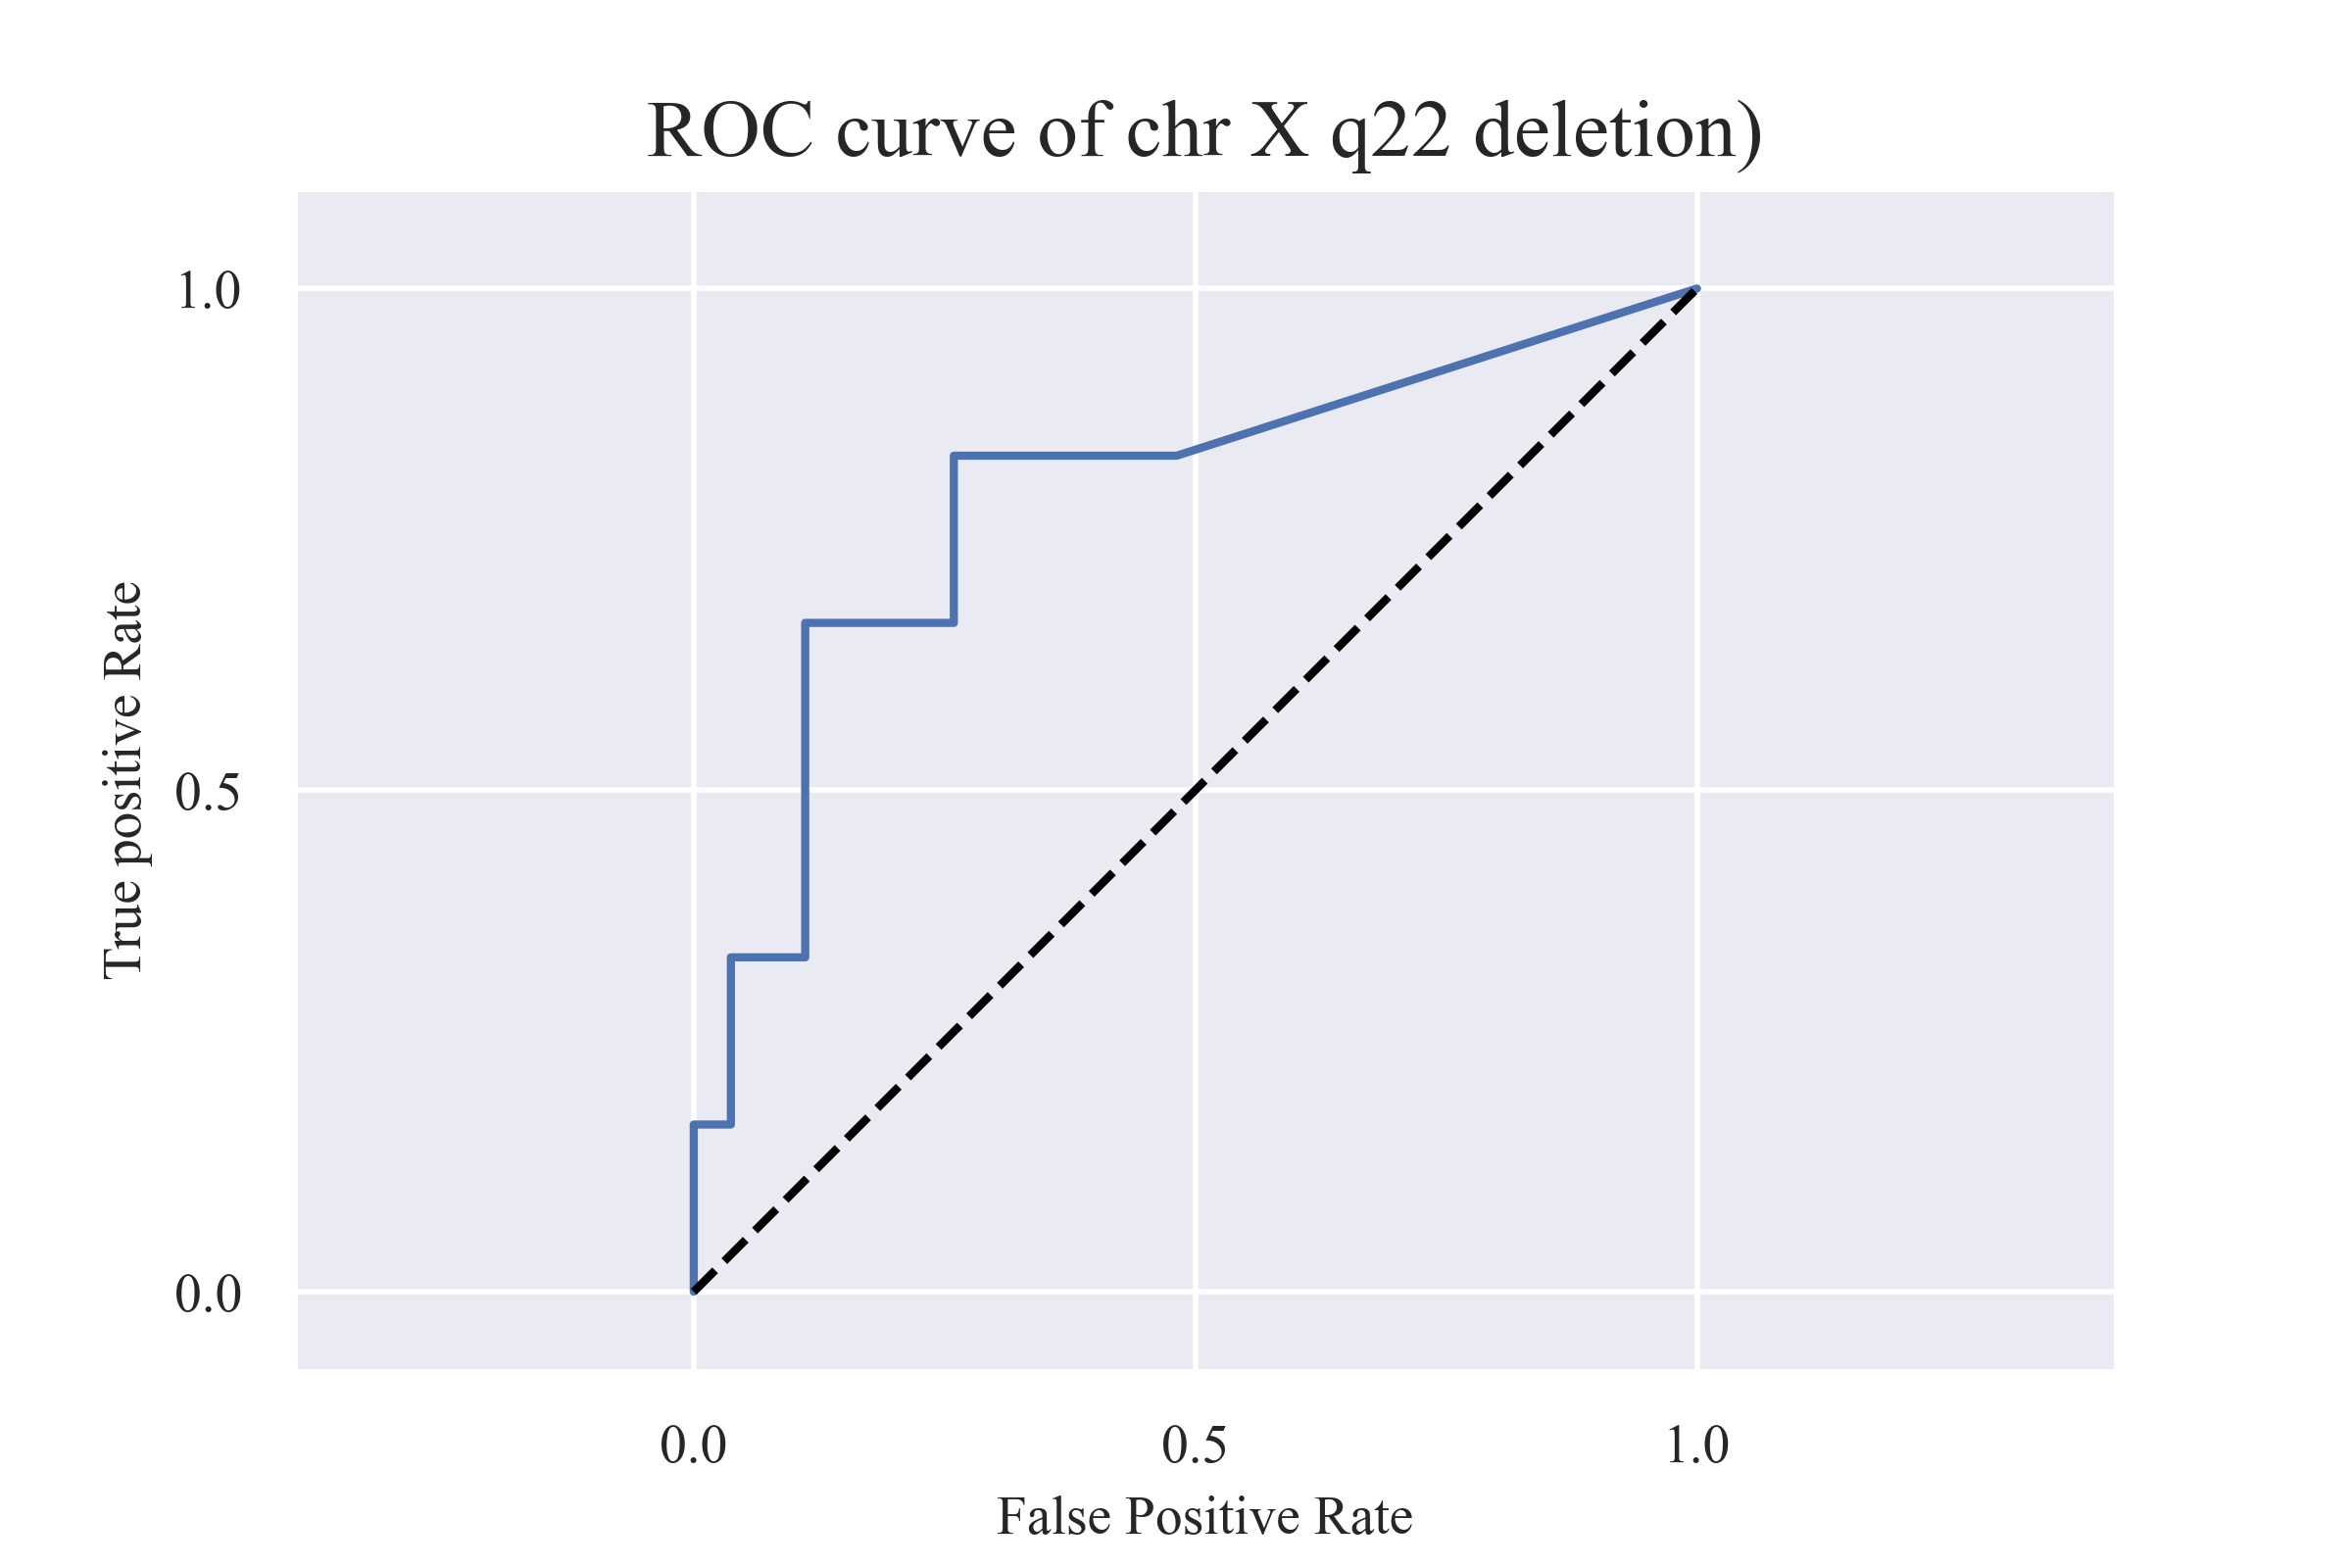 ROC curve of chr X q22 deletion)
True positive Rate
1.0
0.5
0.0
0.0 0.5 1.0
False Positive Rate